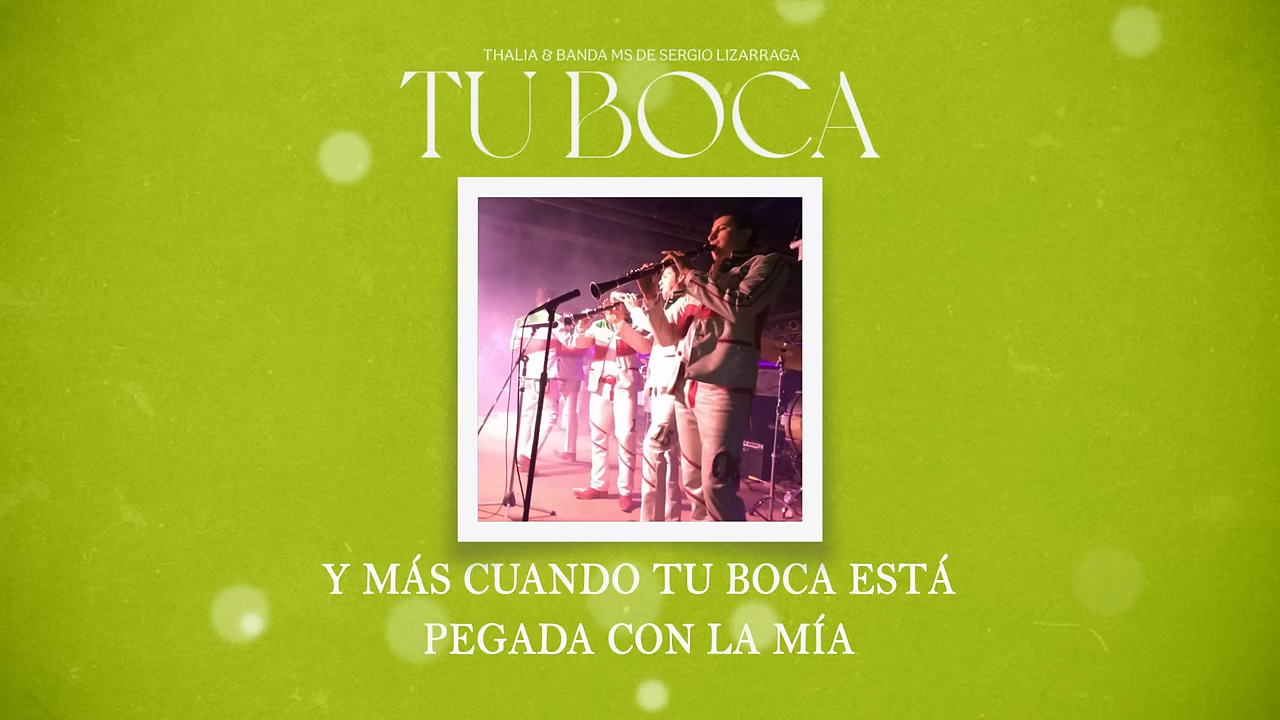 THALIA & BANDA MS DE SERGIO LIZARRAGA
TU BOCA
Y MÁS CUANDO TU BOCA ESTÁ
PEGADA CON LA MÍA